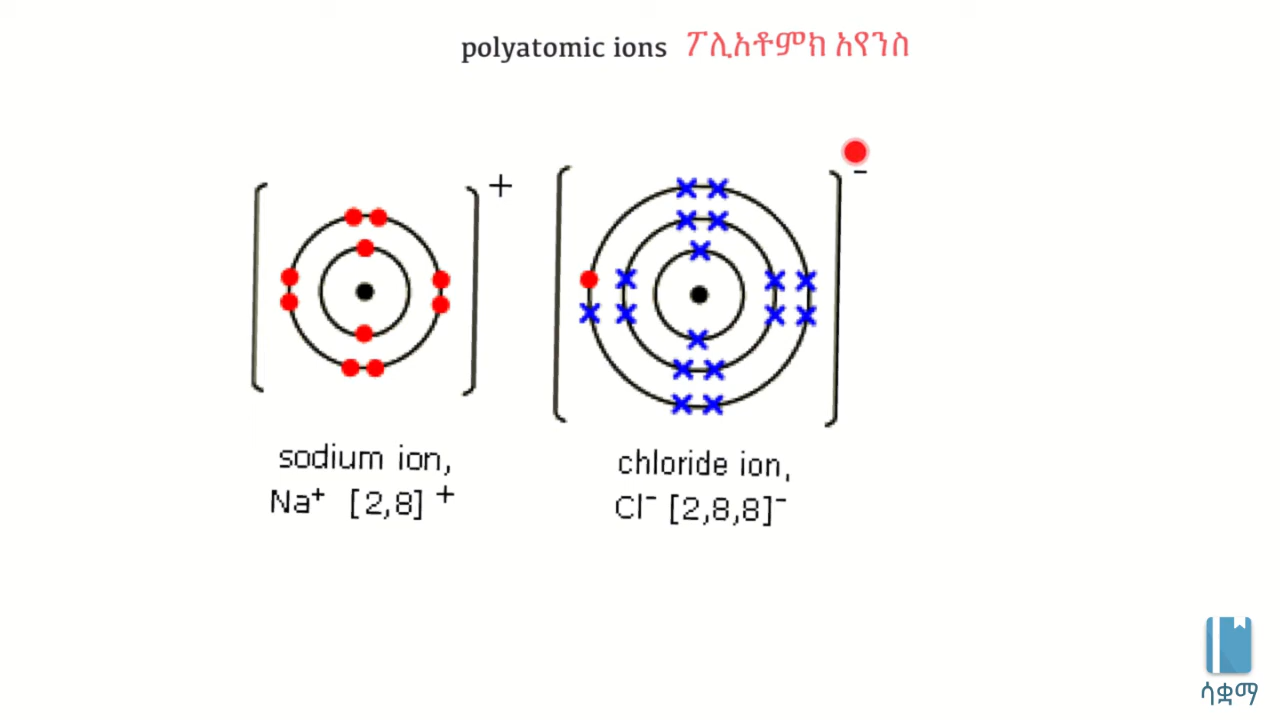 polyatomic ions ፖሊአቶምክ አየንስ
+ -
sodium ion, chloride ion,
Na⁺ [2,8] ⁺ Cl⁻ [2,8,8]⁻
ሳቋማ